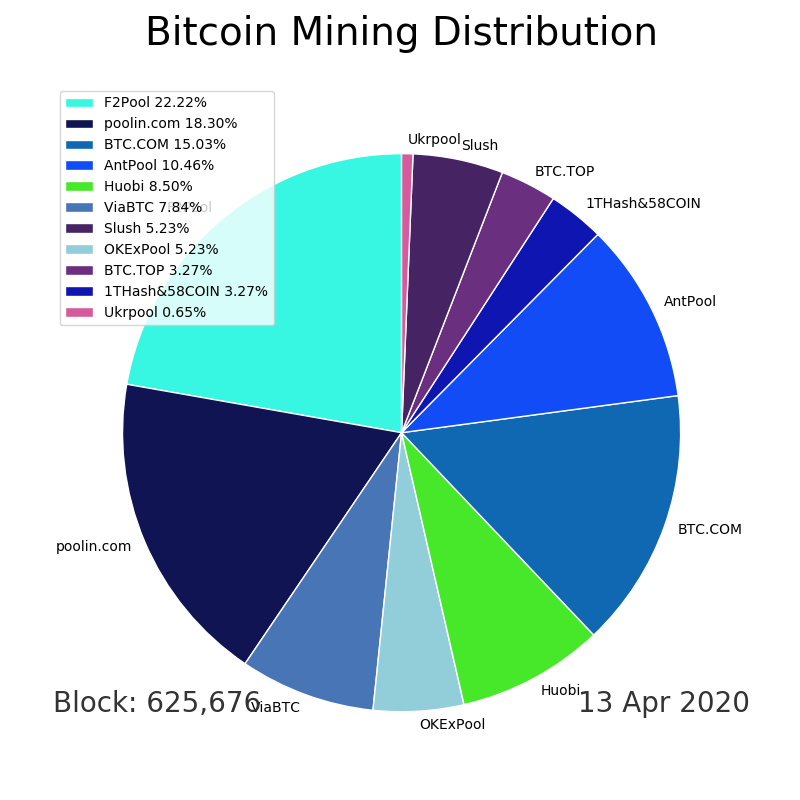 Bitcoin Mining Distribution
F2Pool 22.22%
poolin.com 18.30%
BTC.COM 15.03%
AntPool 10.46%
Huobi 8.50%
ViaBTC 7.84%
Slush 5.23%
OKExPool 5.23%
BTC.TOP 3.27%
1THash&58COIN 3.27%
Ukrpool 0.65%
Ukrpool
Slush
BTC.TOP
1THash&58COIN
F2Pool
AntPool
BTC.COM
poolin.com
Huobi
ViaBTC
OKExPool
Block: 625,676
13 Apr 2020